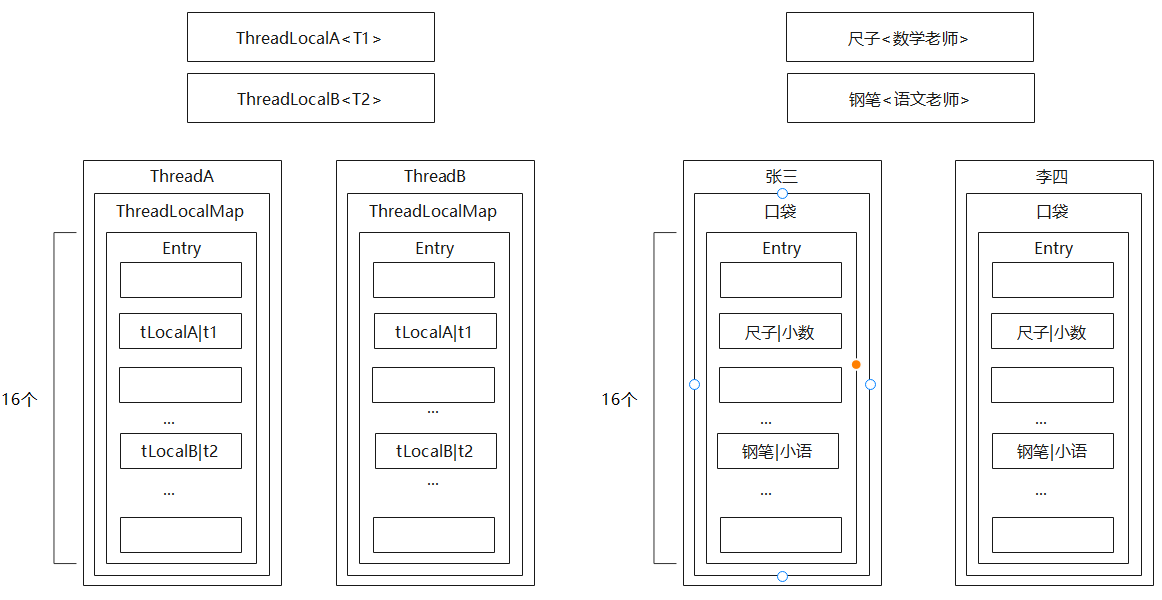 ThreadLocalA<T1>
尺子<数学老师>
ThreadLocalB<T2>
钢笔<语文老师>
ThreadA
ThreadLocalMap
Entry
tLocalA|t1
...
tLocalB|t2
...
16个
ThreadB
ThreadLocalMap
Entry
tLocalA|t1
...
tLocalB|t2
...
张三
口袋
Entry
尺子|小数
...
钢笔|小语
...
16个
李四
口袋
Entry
尺子|小数
...
钢笔|小语
...